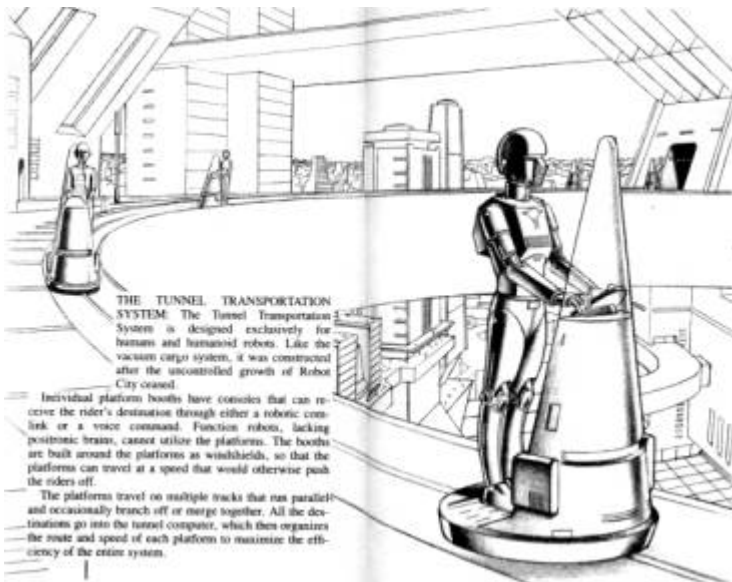 THE TUNNEL TRANSPORTATION
SYSTEM: The Tunnel Transportation
System is designed exclusively for
humans and humanoid robots. Like the
vacuum cargo system, it was constructed
after the uncontrolled growth of Robot
City ceased.
Individual platform booths have consoles that can re-
ceive the rider's destination through either a robotic com-
link or a voice command. Function robots, lacking
positronic brains, cannot utilize the platforms. The booths
are built around the platforms as windshields, so that the
platforms can travel at a speed that would otherwise push
the riders off.
The platforms travel on multiple tracks that run parallel
and occasionally branch off or merge together. All the des-
tinations go into the tunnel computer, which then organizes
the route and speed of each platform to maximize the effi-
ciency of the entire system.